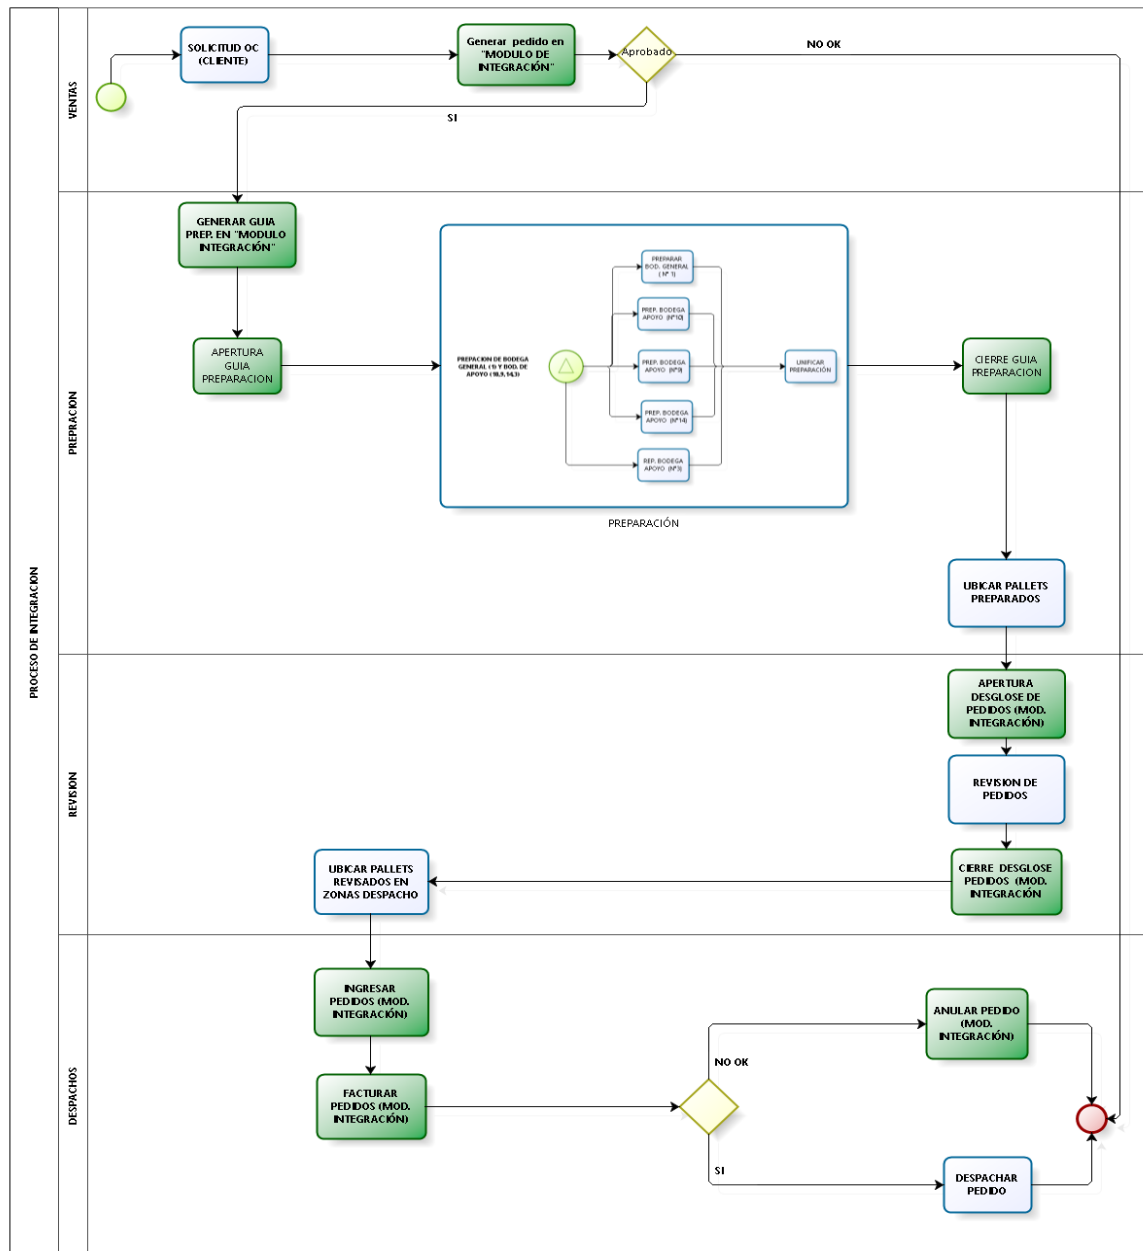 PROCESO DE INTEGRACION
VENTAS
SOLICITUD OC
(CLIENTE)
Generar pedido en
"MODULO DE
INTEGRACIÓN"
Aprobado
NO OK
SI
PREPRACION
GENERAR GUIA
PREP. EN "MODULO
INTEGRACIÓN"
APERTURA
GUIA
PREPARACION
PREPACION DE BODEGA
GENERAL (1) Y BOD. DE
APOYO (10,9,14,3)
PREPARAR
BOD. GENERAL
( Nº 1)
PREP. BODEGA
APOYO (Nº10)
PREP. BODEGA
APOYO (Nº9)
PREP. BODEGA
APOYO (Nº14)
REP. BODEGA
APOYO (Nº3)
UNIFICAR
PREPARACIÓN
PREPARACIÓN
CIERRE GUIA
PREPARACION
UBICAR PALLETS
PREPARADOS
REVISION
APERTURA
DESGLOSE DE
PEDIDOS (MOD.
INTEGRACIÓN)
REVISION DE
PEDIDOS
CIERRE DESGLOSE
PEDIDOS (MOD.
INTEGRACIÓN
UBICAR PALLETS
REVISADOS EN
ZONAS DESPACHO
DESPACHOS
INGRESAR
PEDIDOS (MOD.
INTEGRACIÓN)
FACTURAR
PEDIDOS (MOD.
INTEGRACIÓN)
NO OK
SI
ANULAR PEDIDO
(MOD.
INTEGRACIÓN)
DESPACHAR
PEDIDO